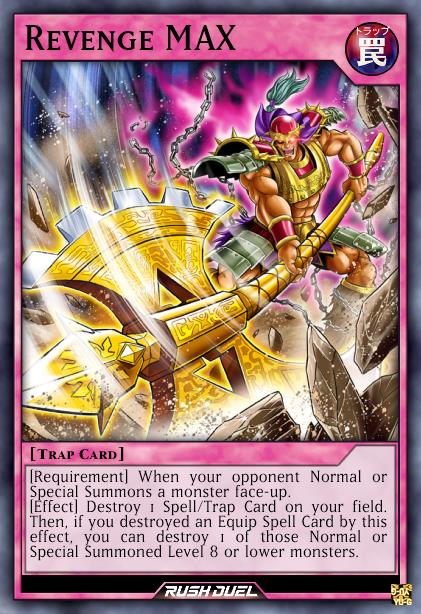 Revenge MAX
トラップ
罠
[Trap Card]
[Requirement] When your opponent Normal or
Special Summons a monster face-up.
[Effect] Destroy 1 Spell/Trap Card on your field.
Then, if you destroyed an Equip Spell Card by this
effect, you can destroy 1 of those Normal or
Special Summoned Level 8 or lower monsters.
RUSH DUEL